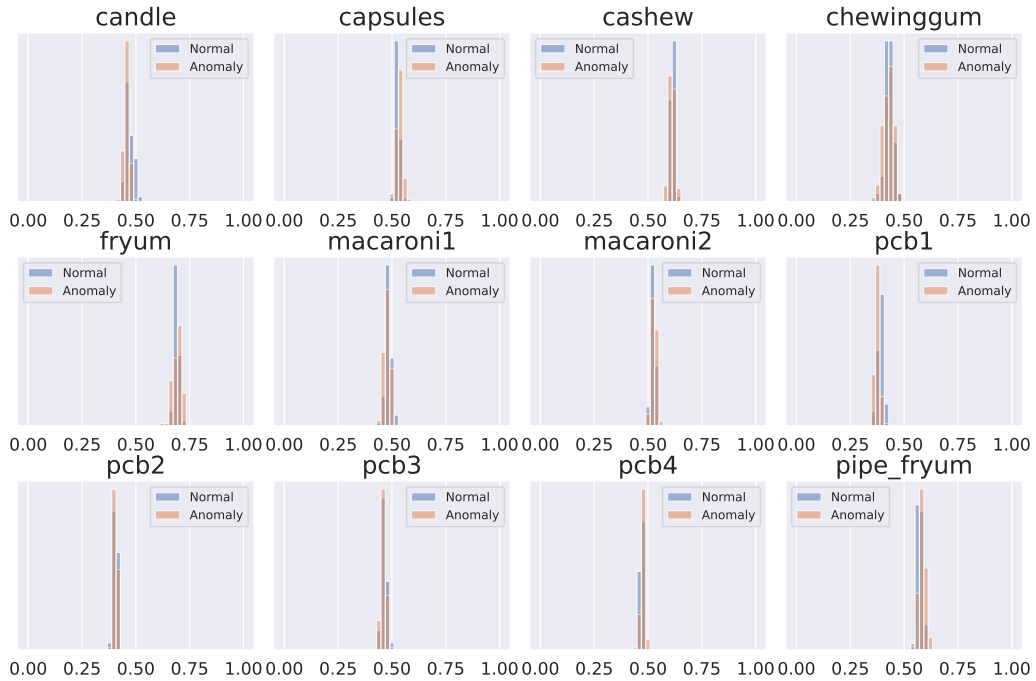 candle capsules cashew chewinggum
Normal Normal Normal Normal
Anomaly Anomaly Anomaly Anomaly
0.00 0.25 0.50 0.75 1.00 0.00 0.25 0.50 0.75 1.00 0.00 0.25 0.50 0.75 1.00 0.00 0.25 0.50 0.75 1.00
fryum macaroni1 macaroni2 pcb1
Normal Normal Normal Normal
Anomaly Anomaly Anomaly Anomaly
0.00 0.25 0.50 0.75 1.00 0.00 0.25 0.50 0.75 1.00 0.00 0.25 0.50 0.75 1.00 0.00 0.25 0.50 0.75 1.00
pcb2 pcb3 pcb4 pipe_fryum
Normal Normal Normal Normal
Anomaly Anomaly Anomaly Anomaly
0.00 0.25 0.50 0.75 1.00 0.00 0.25 0.50 0.75 1.00 0.00 0.25 0.50 0.75 1.00 0.00 0.25 0.50 0.75 1.00